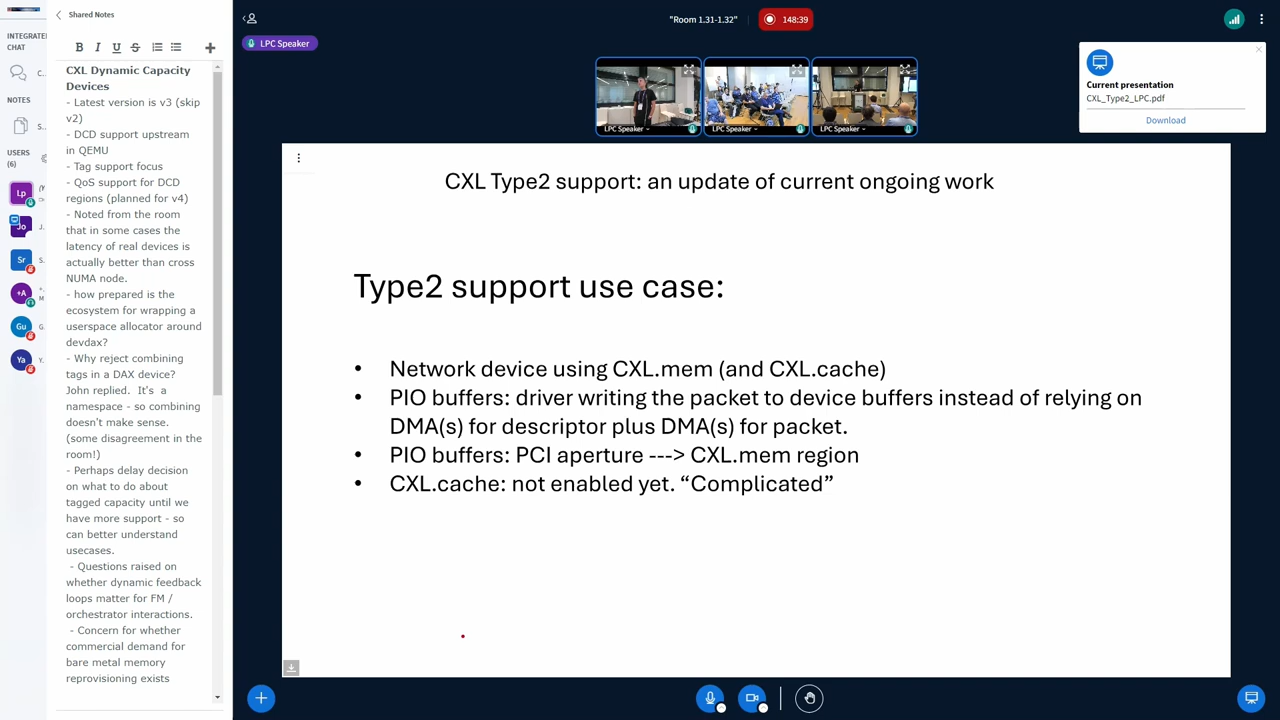 INTEGRATE
CHAT
C..
NOTES
S..
USERS
(6)
Lp
Jo
J.
Sr
S.
+A
M
Gu
G.
Ya
Y.
Shared Notes
B I U S
CXL Dynamic Capacity
Devices
- Latest version is v3 (skip
v2)
- DCD support upstream
in QEMU
- Tag support focus
- QoS support for DCD
regions (planned for v4)
- Noted from the room
that in some cases the
latency of real devices is
actually better than cross
NUMA node.
- how prepared is the
ecosystem for wrapping a
userspace allocator around
devdax?
- Why reject combining
tags in a DAX device?
John replied. It's a
namespace - so combining
doesn't make sense.
(some disagreement in the
room!)
- Perhaps delay decision
on what to do about
tagged capacity until we
have more support - so
can better understand
usecases.
- Questions raised on
whether dynamic feedback
loops matter for FM /
orchestrator interactions.
- Concern for whether
commercial demand for
bare metal memory
reprovisioning exists
"Room 1.31-1.32"
148:39
LPC Speaker
LPC Speaker
LPC Speaker
LPC Speaker
Current presentation
CXL_Type2_LPC.pdf
Download
CXL Type2 support: an update of current ongoing work
Type2 support use case:
• Network device using CXL.mem (and CXL.cache)
• PIO buffers: driver writing the packet to device buffers instead of relying on
DMA(s) for descriptor plus DMA(s) for packet.
• PIO buffers: PCI aperture ---> CXL.mem region
• CXL.cache: not enabled yet. “Complicated”